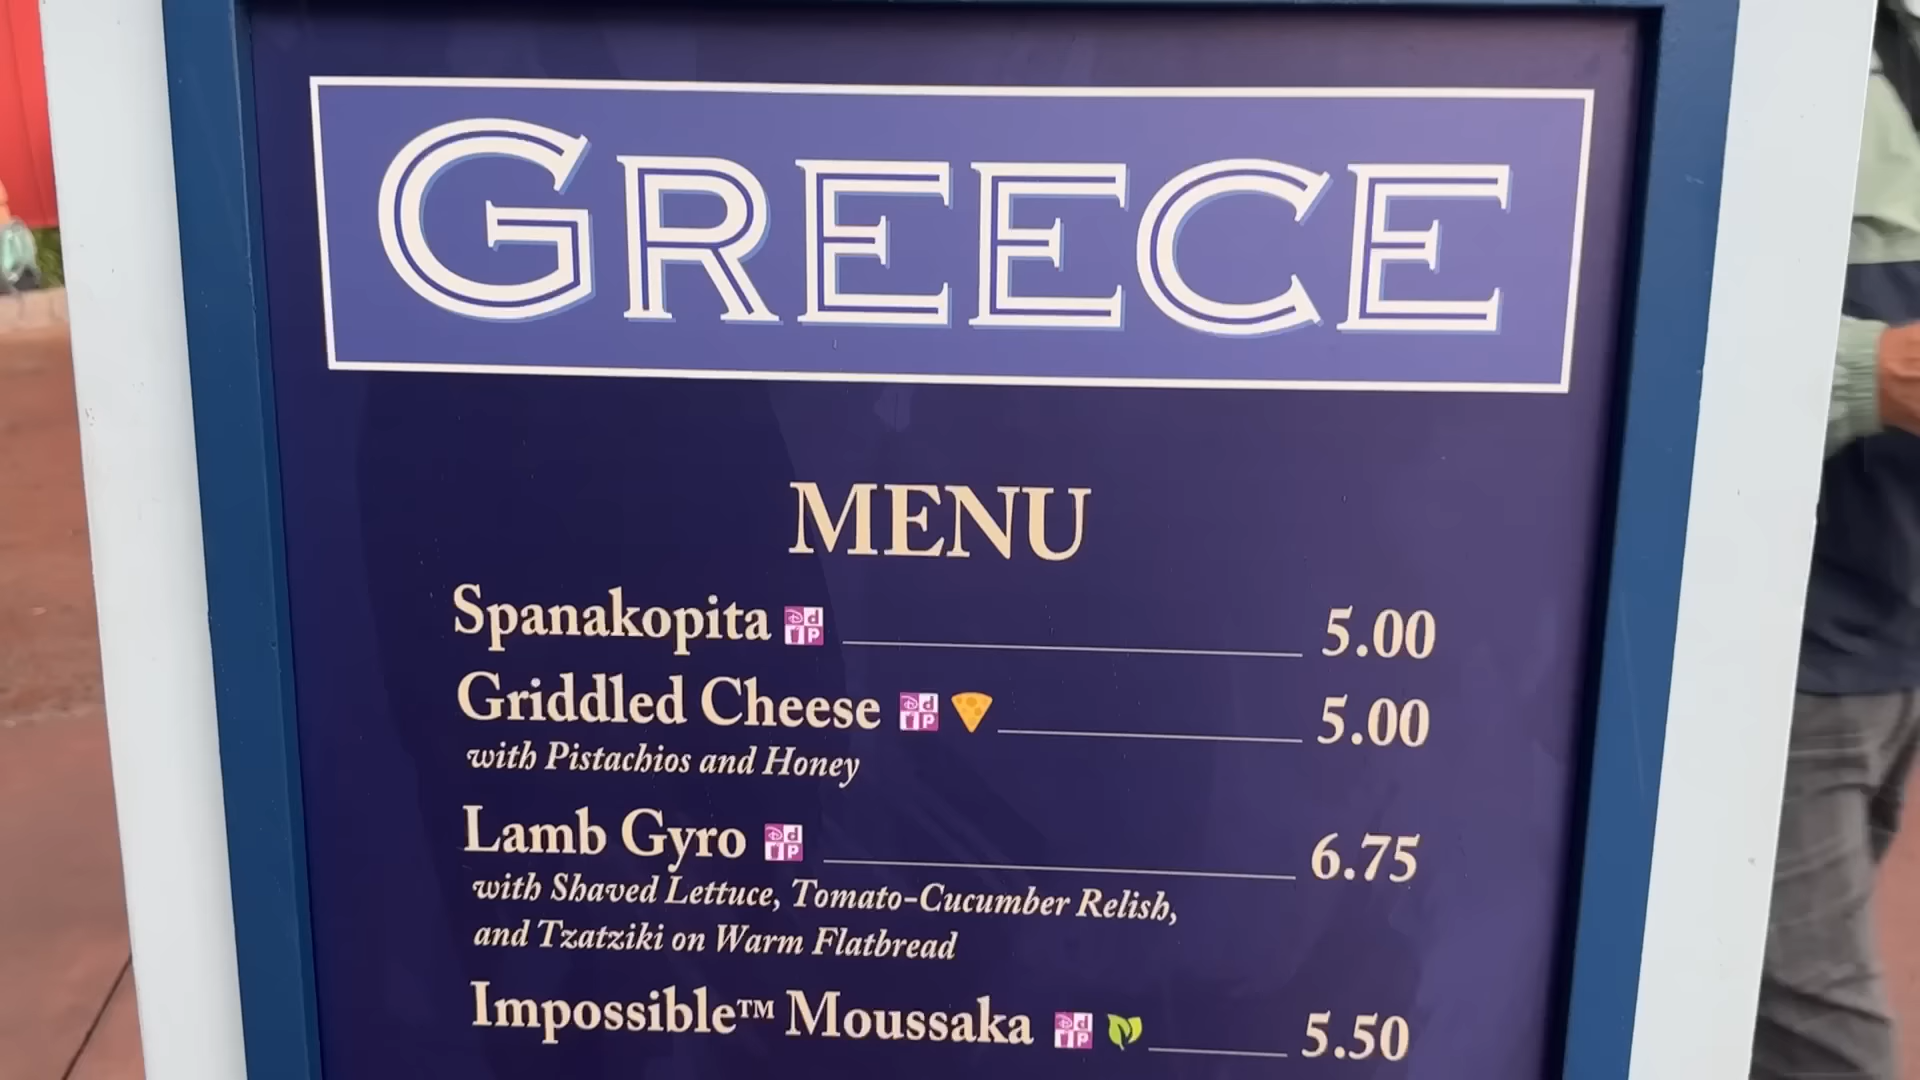 GREECE
MENU
Spanakopita 5.00
Griddled Cheese 5.00
with Pistachios and Honey
Lamb Gyro 6.75
with Shaved Lettuce, Tomato-Cucumber Relish,
and Tzatziki on Warm Flatbread
Impossible™ Moussaka 5.50